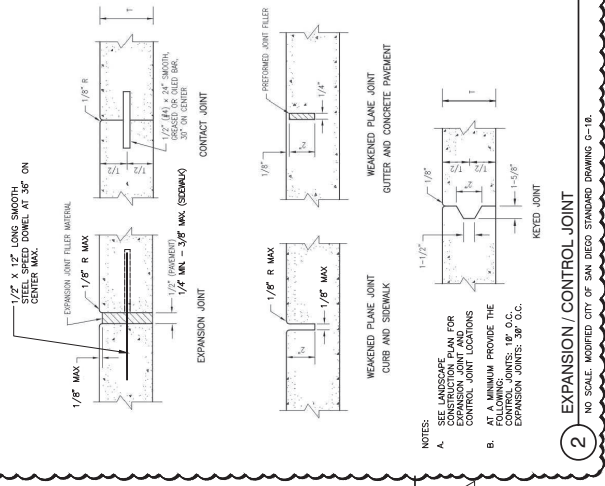 1/2" X 12" LONG SMOOTH
STEEL SPEED DOWEL AT 36" ON
CENTER MAX.
EXPANSION JOINT FILLER MATERIAL
1/8" MAX
1/8" R MAX
1/2" (PAVEMENT)
1/4" MIN. - 3/8" MAX. (SIDEWALK)
EXPANSION JOINT
T
1/8" R
T/2
T/2
1/2" (#4) x 24" SMOOTH,
GREASED OR OILED BAR,
30" ON CENTER
CONTACT JOINT
1/8" R MAX
2"
1/8" MAX
WEAKENED PLANE JOINT
CURB AND SIDEWALK
PREFORMED JOINT FILLER
1/8"
2"
1/4"
WEAKENED PLANE JOINT
GUTTER AND CONCRETE PAVEMENT
1-1/2"
1/8"
2"
T/2
T/2
T
1-5/8"
KEYED JOINT
NOTES:
A. SEE LANDSCAPE
CONSTRUCTION PLAN FOR
EXPANSION JOINT AND
CONTROL JOINT LOCATIONS
B. AT A MINIMUM PROVIDE THE
FOLLOWING:
CONTROL JOINTS: 10' O.C.
EXPANSION JOINTS: 30' O.C.
2 EXPANSION / CONTROL JOINT
NO SCALE. MODIFIED CITY OF SAN DIEGO STANDARD DRAWING G-10.